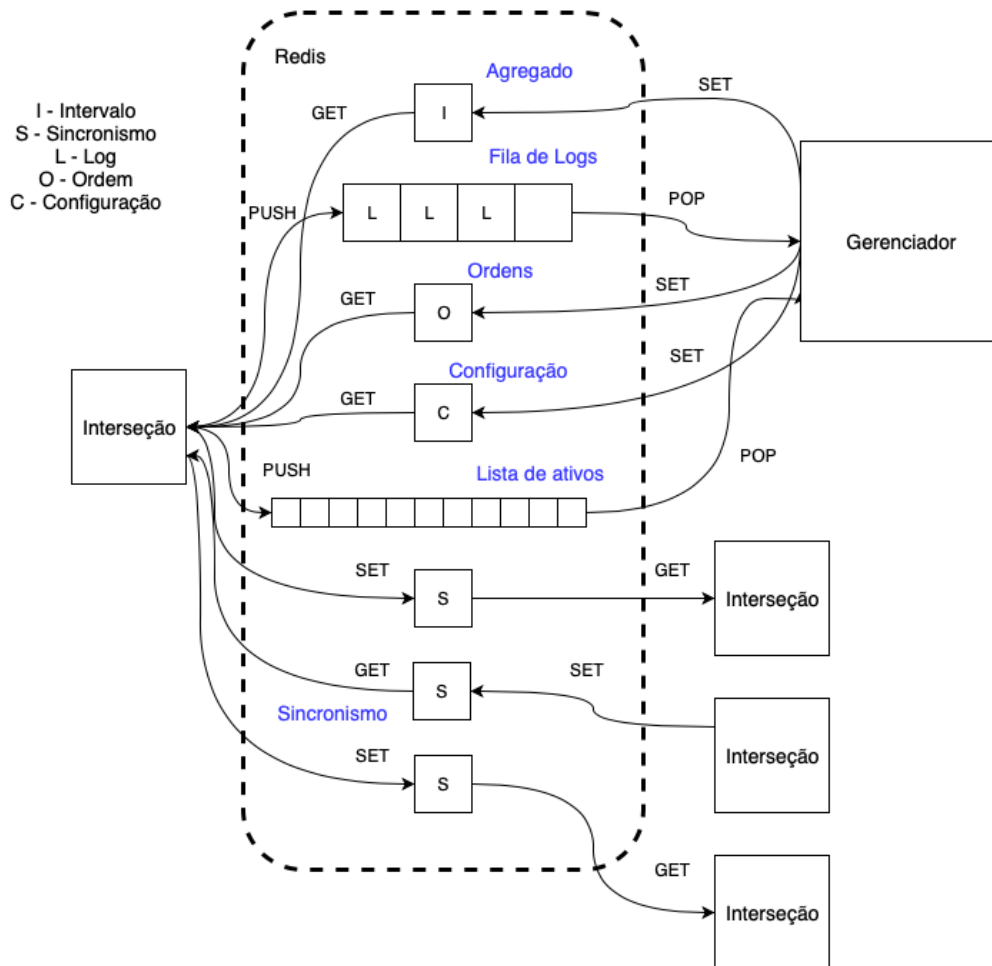 Redis
I - Intervalo
S - Sincronismo
L - Log
O - Ordem
C - Configuração
Agregado
GET
I
SET
Fila de Logs
PUSH
L L L
POP
Gerenciador
Ordens
GET
O
SET
Configuração
GET
C
SET
Interseção
Lista de ativos
PUSH
POP
SET
S
GET
Interseção
GET
S
SET
Sincronismo
Interseção
SET
S
GET
Interseção